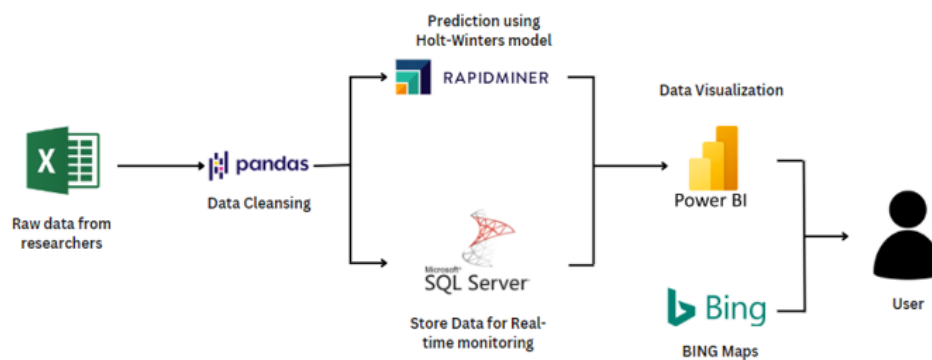 Prediction using
Holt-Winters model
RAPIDMINER
Data Visualization
X
pandas
Data Cleansing
Raw data from
researchers
Power BI
Microsoft®
SQL Server
Store Data for Real-
time monitoring
b Bing
BING Maps
User